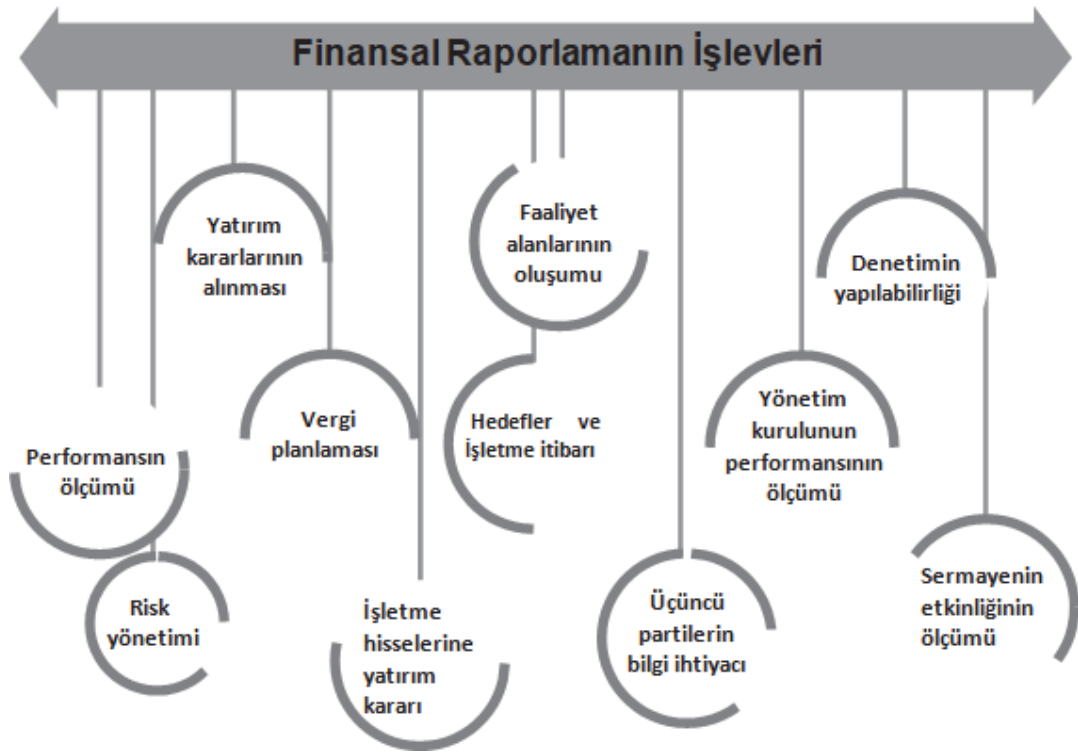 Finansal Raporlamanın İşlevleri
Performansın
ölçümü
Risk
yönetimi
Yatırım
kararlarının
alınması
Vergi
planlaması
İşletme
hisselerine
yatırım
kararı
Faaliyet
alanlarının
oluşumu
Hedefler ve
İşletme itibarı
Üçüncü
partilerin
bilgi ihtiyacı
Yönetim
kurulunun
performansının
ölçümü
Denetimin
yapılabilirliği
Sermayenin
etkinliğinin
ölçümü